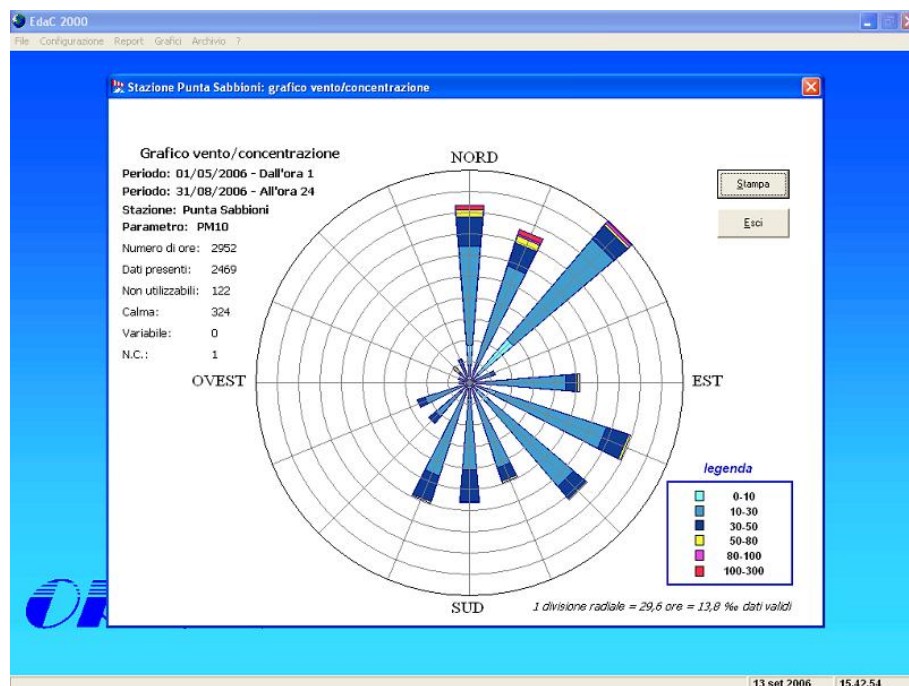 EdaC 2000
File Configurazione Report Grafici Archivio ?
Stazione Punta Sabbioni: grafico vento/concentrazione
Grafico vento/concentrazione
Periodo: 01/05/2006 - Dall'ora 1
Periodo: 31/08/2006 - All'ora 24
Stazione: Punta Sabbioni
Parametro: PM10
Numero di ore: 2952
Dati presenti: 2469
Non utilizzabili: 122
Calma: 324
Variabile: 0
N.C.: 1
NORD
Stampa
Esci
OVEST
EST
legenda
0-10
10-30
30-50
50-80
80-100
100-300
SUD
1 divisione radiale = 29,6 ore = 13,8 ‰ dati validi
13 set 2006 15.42.54